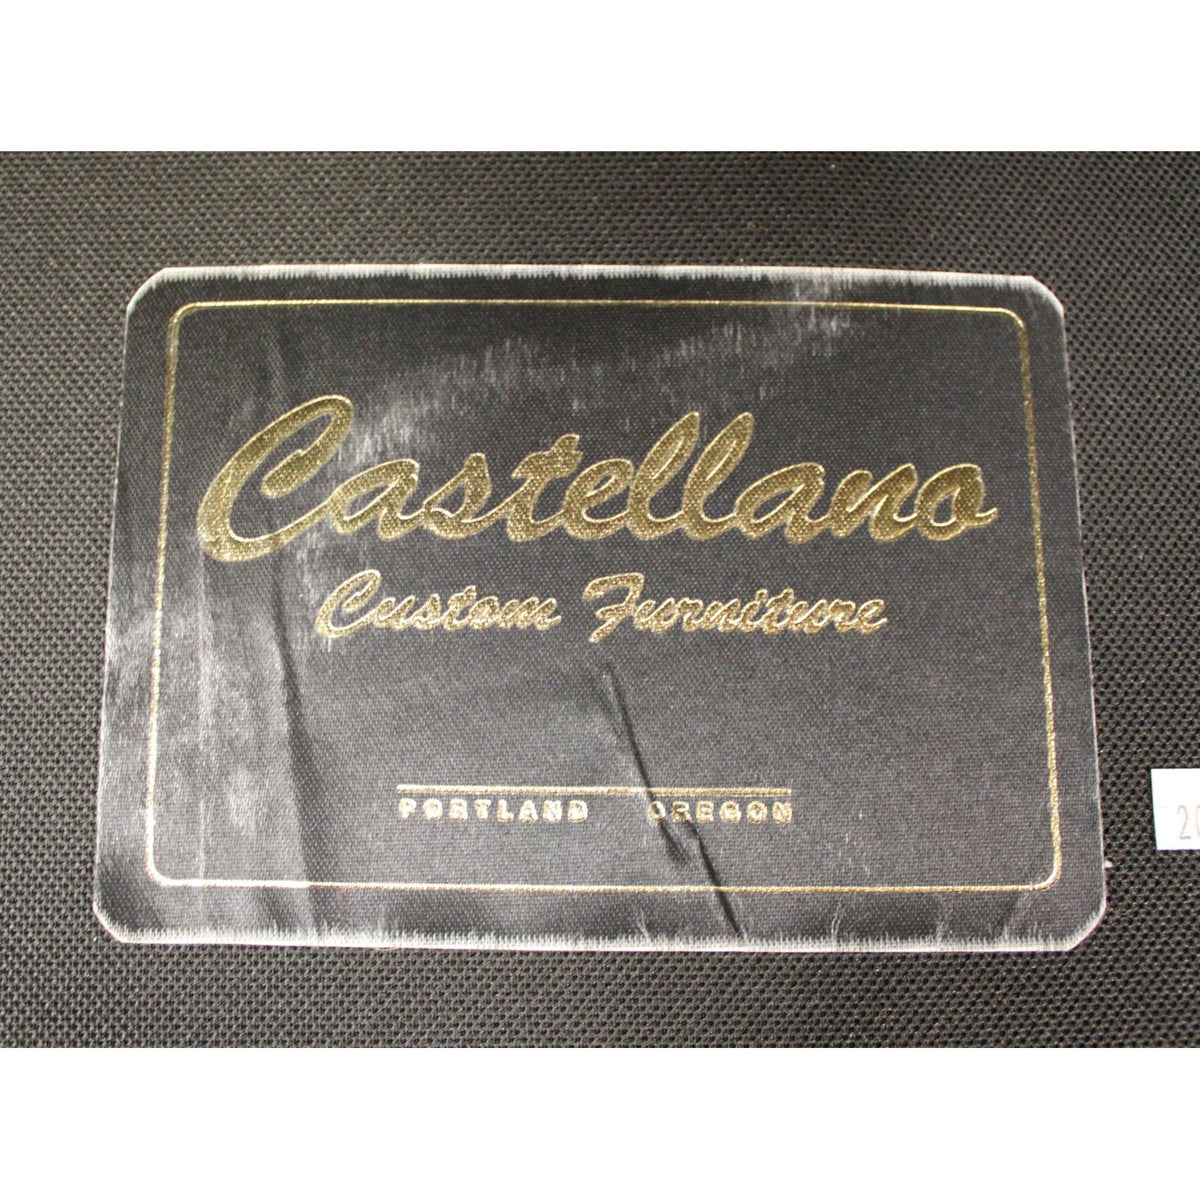 Castellano
Custom Furniture
PORTLAND OREGON